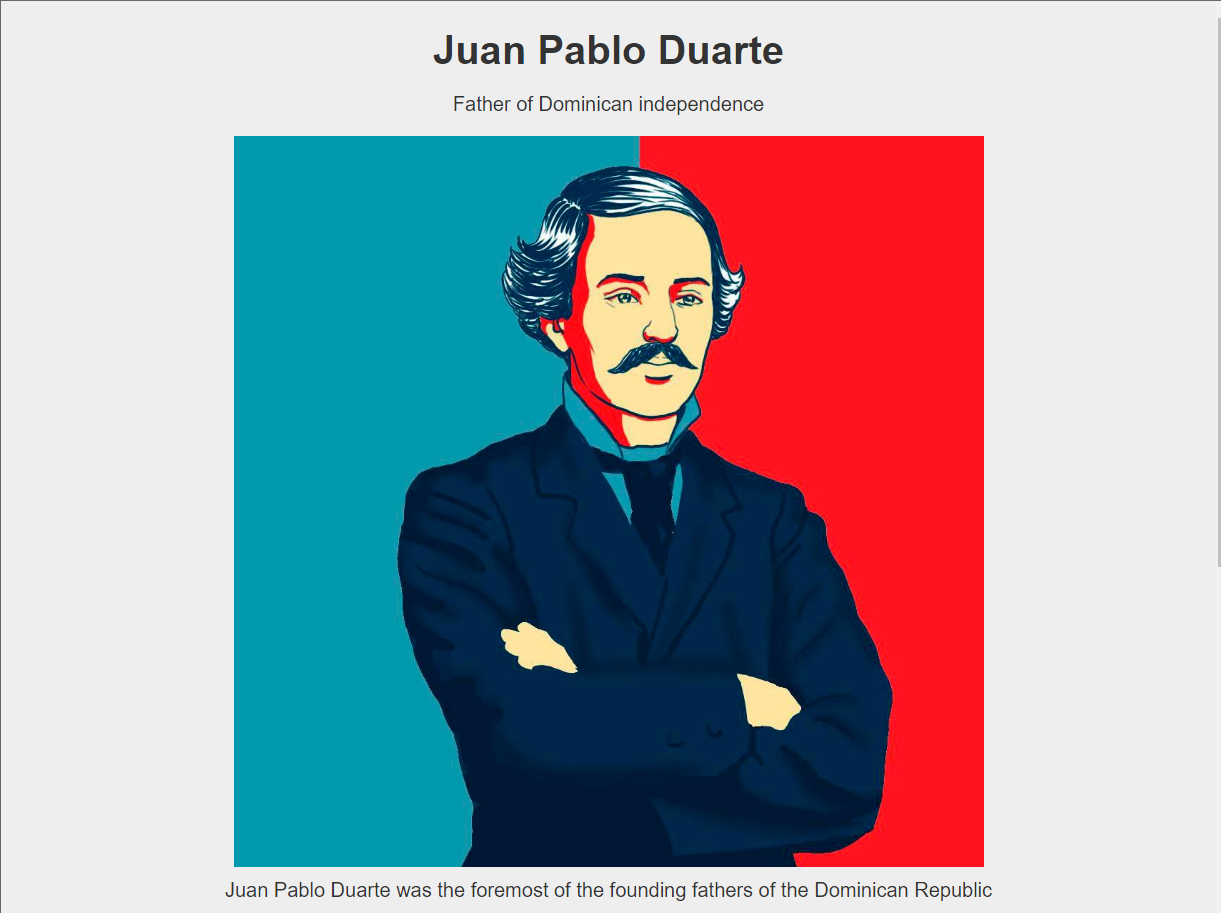 Juan Pablo Duarte
Father of Dominican independence
Juan Pablo Duarte was the foremost of the founding fathers of the Dominican Republic